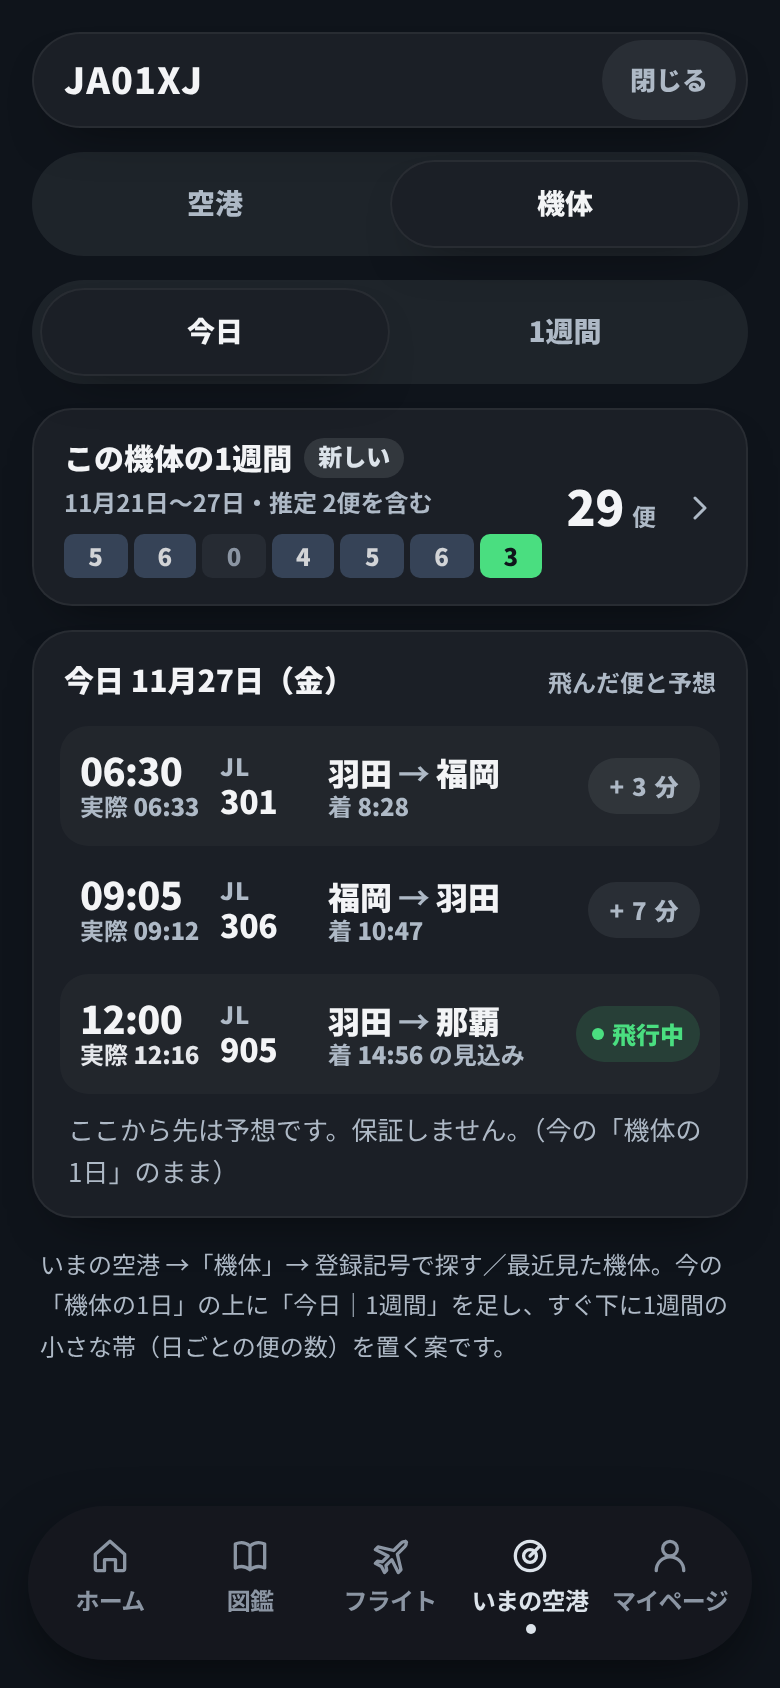 JA01XJ
閉じる
空港
機体
今日
1週間
この機体の1週間 新しい
11月21日〜27日・推定 2便を含む
29 便
5 6 0 4 5 6 3
今日 11月27日（金）
飛んだ便と予想
06:30 JL 羽田→福岡
実際 06:33 301 着 8:28
+ 3 分
09:05 JL 福岡→羽田
実際 09:12 306 着 10:47
+ 7 分
12:00 JL 羽田→那覇
実際 12:16 905 着 14:56 の見込み
飛行中
ここから先は予想です。保証しません。（今の「機体の
1日」のまま）
いまの空港→「機体」→ 登録記号で探す／最近見た機体。今の
「機体の1日」の上に「今日｜1週間」を足し、すぐ下に1週間の
小さな帯（日ごとの便の数）を置く案です。
ホーム
図鑑
フライト
いまの空港
マイページ